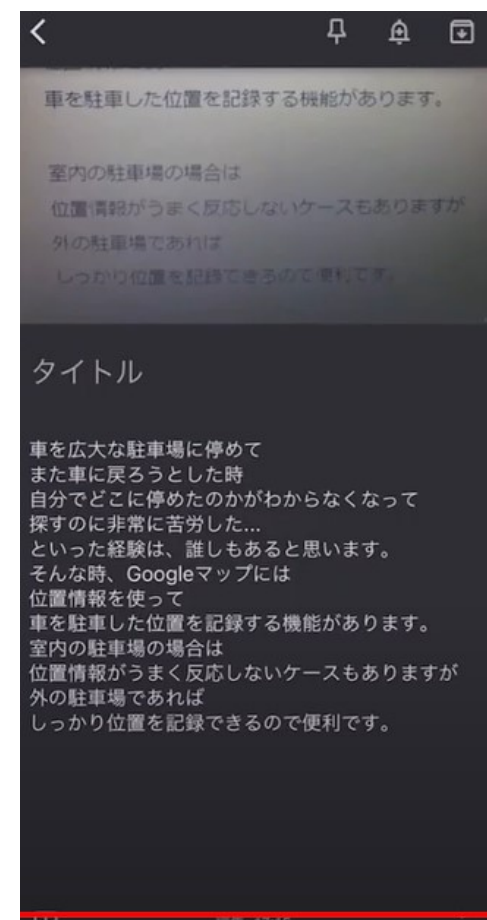 車を駐車した位置を記録する機能があります。
室内の駐車場の場合は
位置情報がうまく反応しないケースもありますが
外の駐車場であれば
しっかり位置を記録できるので便利です。
タイトル
車を広大な駐車場に停めて
また車に戻ろうとした時
自分でどこに停めたのかがわからなくなって
探すのに非常に苦労した...
といった経験は、誰しもあると思います。
そんな時、Googleマップには
位置情報を使って
車を駐車した位置を記録する機能があります。
室内の駐車場の場合は
位置情報がうまく反応しないケースもありますが
外の駐車場であれば
しっかり位置を記録できるので便利です。